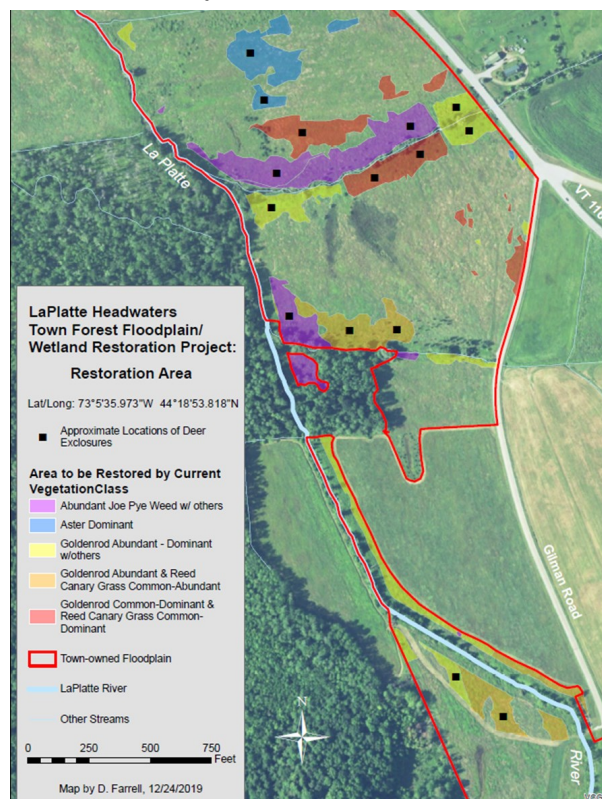 La Platte
VT 116
LaPlatte Headwaters
Town Forest Floodplain/
Wetland Restoration Project:
Restoration Area
Lat/Long: 73°5'35.973"W 44°18'53.818"N
Approximate Locations of Deer
Exclosures
Area to be Restored by Current
VegetationClass
Abundant Joe Pye Weed w/ others
Aster Dominant
Goldenrod Abundant - Dominant
w/others
Goldenrod Abundant & Reed
Canary Grass Common-Abundant
Goldenrod Common-Dominant &
Reed Canary Grass Common-
Dominant
Town-owned Floodplain
LaPlatte River
Other Streams
N
0 250 500 750
Feet
Map by D. Farrell, 12/24/2019
Gilman Road
River